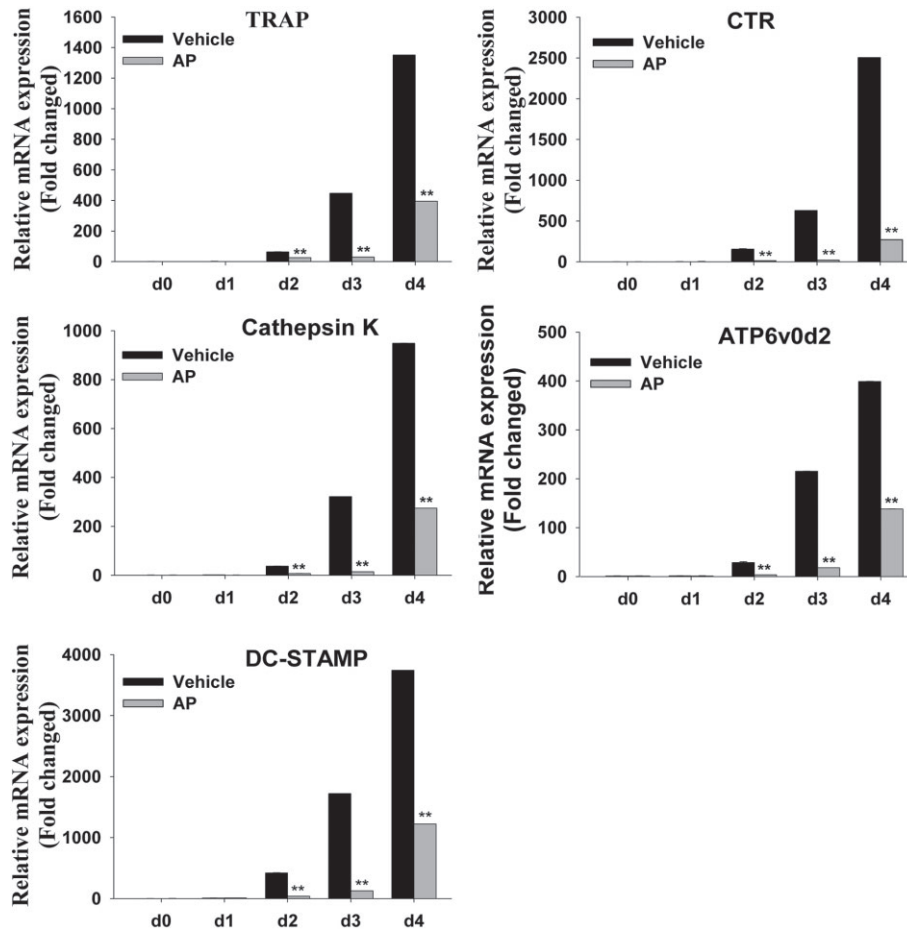 TRAP
Relative mRNA expression
(Fold changed)
1600
1400
1200
1000
800
600
400
200
0
Vehicle
AP
**
**
**
d0 d1 d2 d3 d4
CTR
Relative mRNA expression
(Fold changed)
3000
2500
2000
1500
1000
500
0
Vehicle
AP
**
**
**
d0 d1 d2 d3 d4
Cathepsin K
Relative mRNA expression
(Fold changed)
1000
800
600
400
200
0
Vehicle
AP
**
**
**
d0 d1 d2 d3 d4
ATP6v0d2
Relative mRNA expression
(Fold changed)
500
400
300
200
100
0
Vehicle
AP
**
**
**
d0 d1 d2 d3 d4
DC-STAMP
Relative mRNA expression
(Fold changed)
4000
3000
2000
1000
0
Vehicle
AP
**
**
**
d0 d1 d2 d3 d4